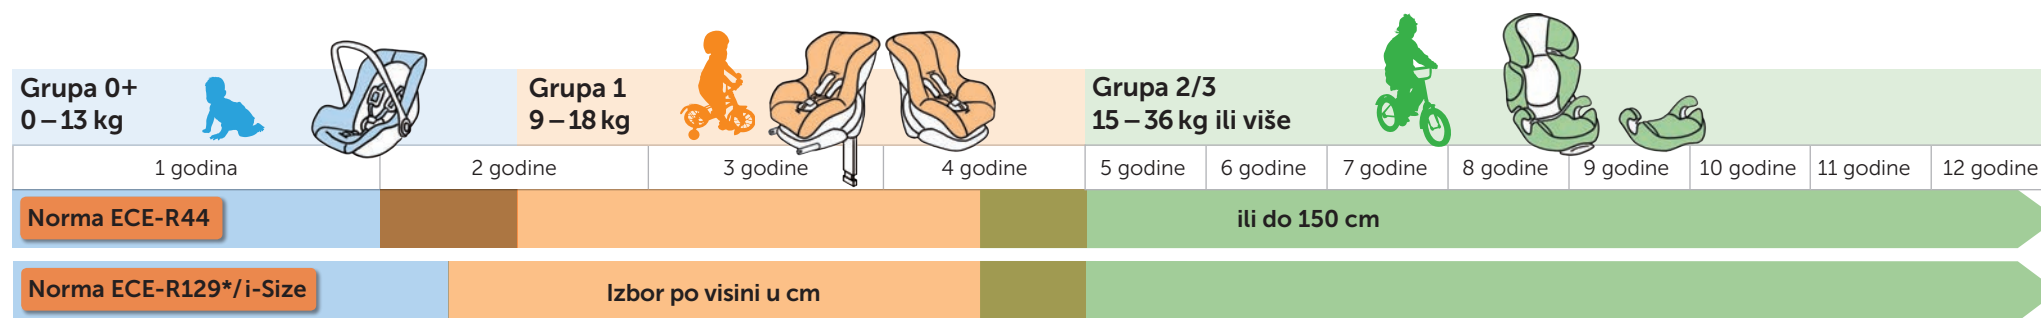 Grupa 0+
0 – 13 kg
Grupa 1
9 – 18 kg
Grupa 2/3
15 – 36 kg ili više
1 godina
2 godine
3 godine
4 godine
5 godine
6 godine
7 godine
8 godine
9 godine
10 godine
11 godine
12 godine
Norma ECE-R44
ili do 150 cm
Norma ECE-R129*/i-Size
Izbor po visini u cm